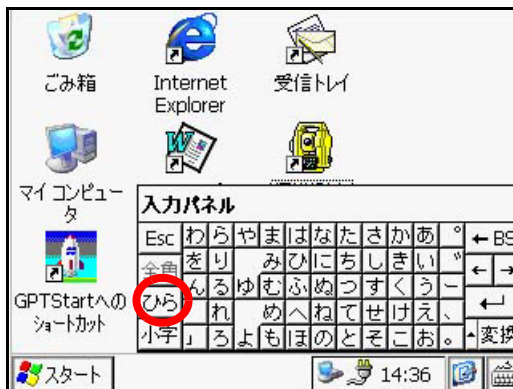 ごみ箱
Internet
Explorer
受信トレイ
マイ コンピュー
タ
GPTStartへの
ショートカット
入力パネル
Esc わ ら や ま は な た さ か あ ゜ ← BS
全角 を り み ひ に ち し き い ゛ ← →
ひら ん る ゆ む ふ ぬ つ す く う ー
れ め へ ね て せ け え 、
小字 」 ろ よ も ほ の と そ こ お 。 変換
スタート
14:36